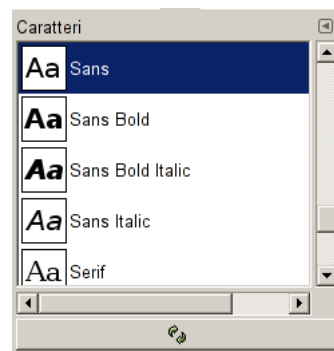 Caratteri
Aa Sans
Aa Sans Bold
Aa Sans Bold Italic
Aa Sans Italic
Aa Serif